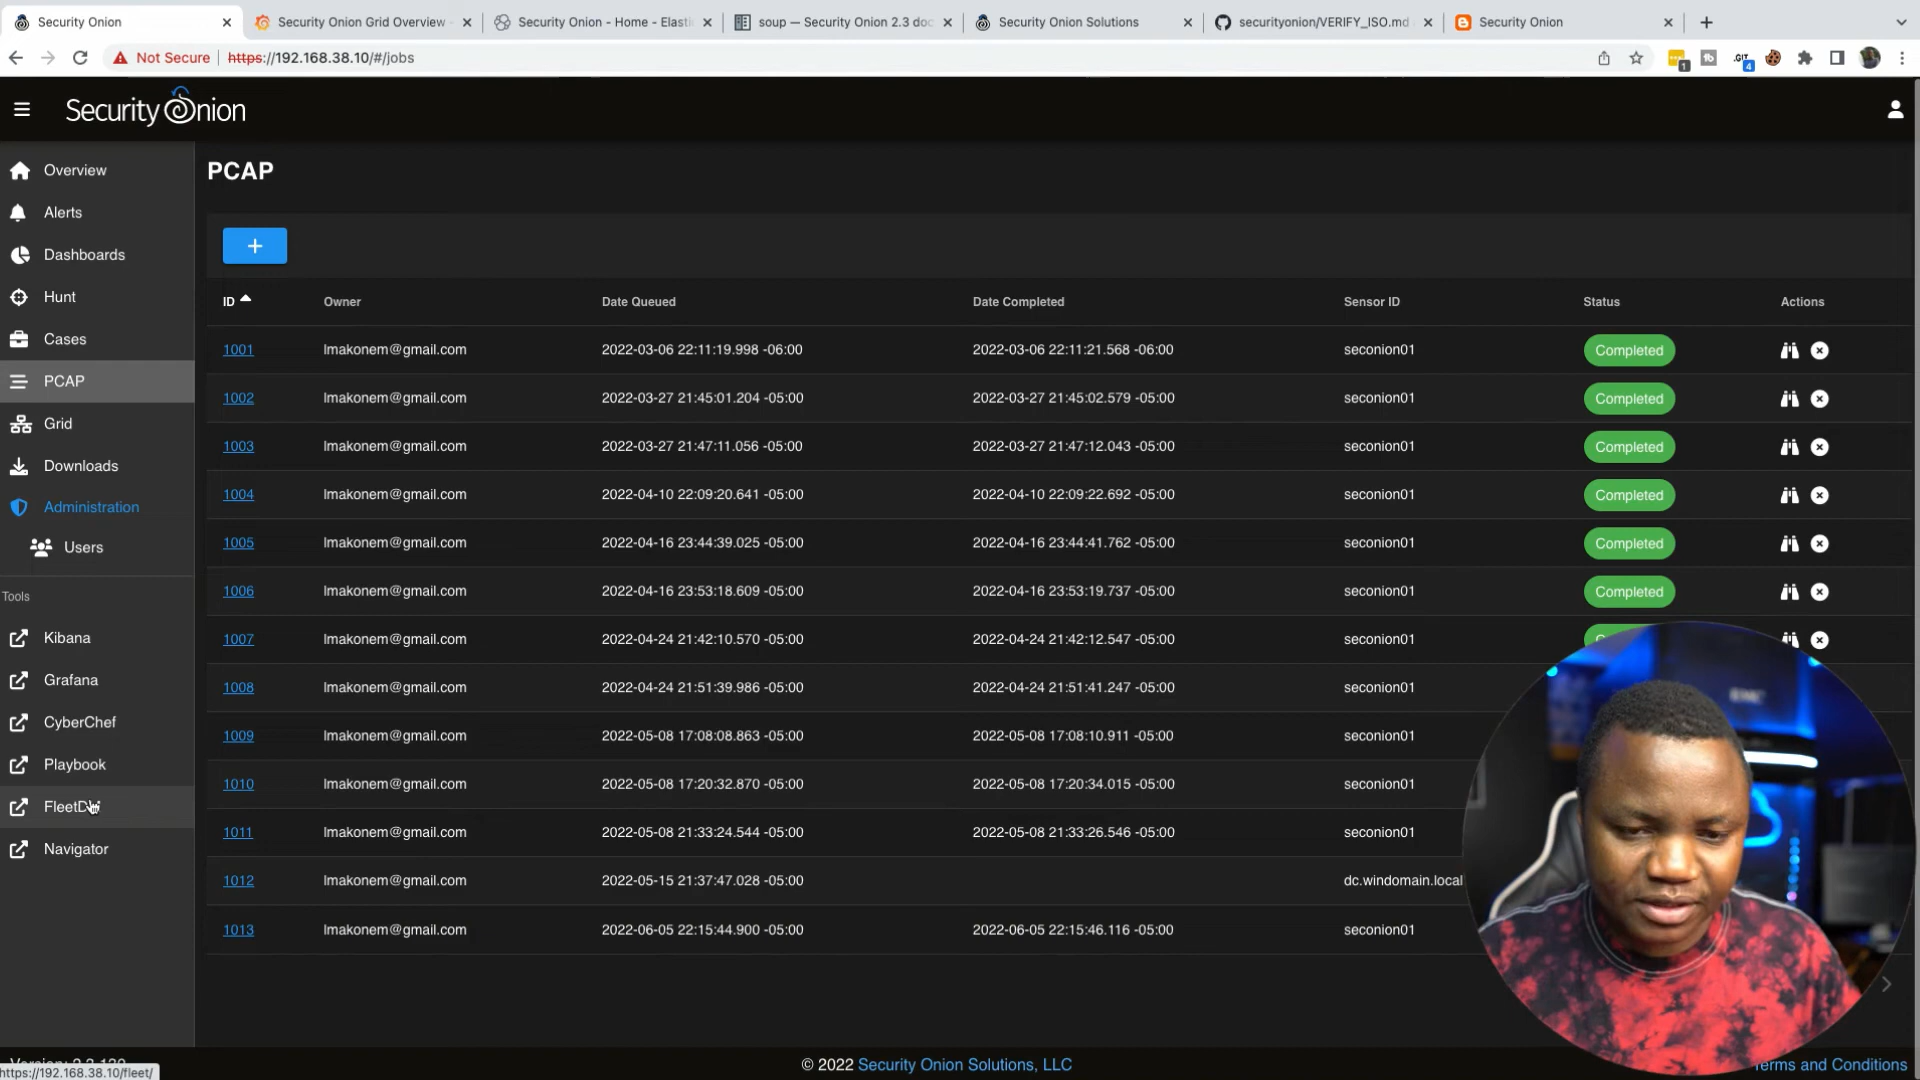 Security Onion
Security Onion Grid Overview
Security Onion - Home - Elasti
soup — Security Onion 2.3 doc
Security Onion Solutions
securityonion/VERIFY_ISO.md
Security Onion
Not Secure
https://192.168.38.10/#/jobs
1
4
Security Onion
Overview
Alerts
Dashboards
Hunt
Cases
PCAP
Grid
Downloads
Administration
Users
Tools
Kibana
Grafana
CyberChef
Playbook
Navigator
PCAP
+
ID Owner Date Queued Date Completed Sensor ID Status Actions
1001 lmakonem@gmail.com 2022-03-06 22:11:19.998 -06:00 2022-03-06 22:11:21.568 -06:00 seconion01 Completed
1002 lmakonem@gmail.com 2022-03-27 21:45:01.204 -05:00 2022-03-27 21:45:02.579 -05:00 seconion01 Completed
1003 lmakonem@gmail.com 2022-03-27 21:47:11.056 -05:00 2022-03-27 21:47:12.043 -05:00 seconion01 Completed
1004 lmakonem@gmail.com 2022-04-10 22:09:20.641 -05:00 2022-04-10 22:09:22.692 -05:00 seconion01 Completed
1005 lmakonem@gmail.com 2022-04-16 23:44:39.025 -05:00 2022-04-16 23:44:41.762 -05:00 seconion01 Completed
1006 lmakonem@gmail.com 2022-04-16 23:53:18.609 -05:00 2022-04-16 23:53:19.737 -05:00 seconion01 Completed
1007 lmakonem@gmail.com 2022-04-24 21:42:10.570 -05:00 2022-04-24 21:42:12.547 -05:00 seconion01
1008 lmakonem@gmail.com 2022-04-24 21:51:39.986 -05:00 2022-04-24 21:51:41.247 -05:00 seconion01
1009 lmakonem@gmail.com 2022-05-08 17:08:08.863 -05:00 2022-05-08 17:08:10.911 -05:00 seconion01
1010 lmakonem@gmail.com 2022-05-08 17:20:32.870 -05:00 2022-05-08 17:20:34.015 -05:00 seconion01
1011 lmakonem@gmail.com 2022-05-08 21:33:24.544 -05:00 2022-05-08 21:33:26.546 -05:00 seconion01
1012 lmakonem@gmail.com 2022-05-15 21:37:47.028 -05:00 dc.windomain.local
1013 lmakonem@gmail.com 2022-06-05 22:15:44.900 -05:00 2022-06-05 22:15:46.116 -05:00 seconion01
https://192.168.38.10/fleet/
© 2022 Security Onion Solutions, LLC
Terms and Conditions